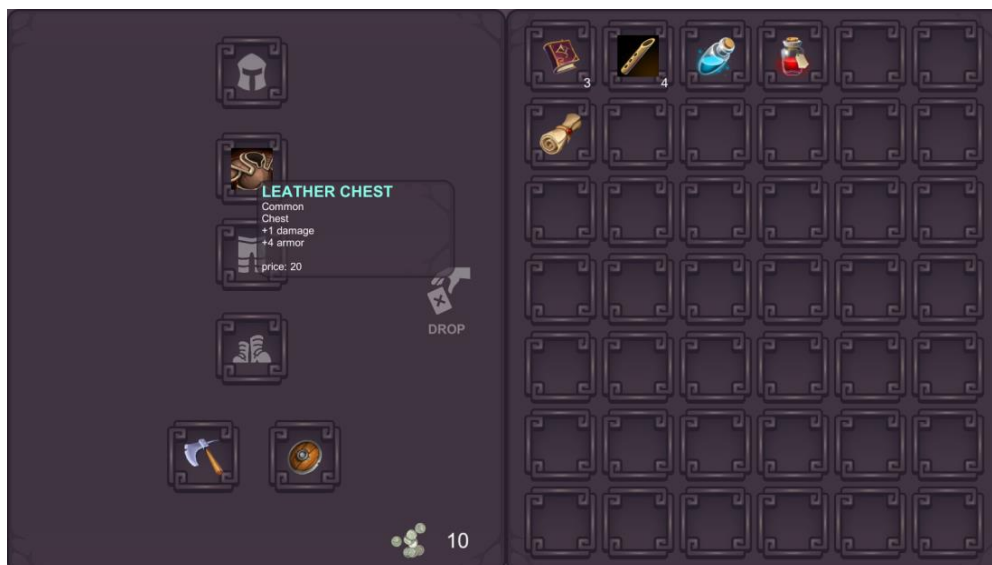 LEATHER CHEST
Common
Chest
+1 damage
+4 armor
price: 20
DROP
10
3
4